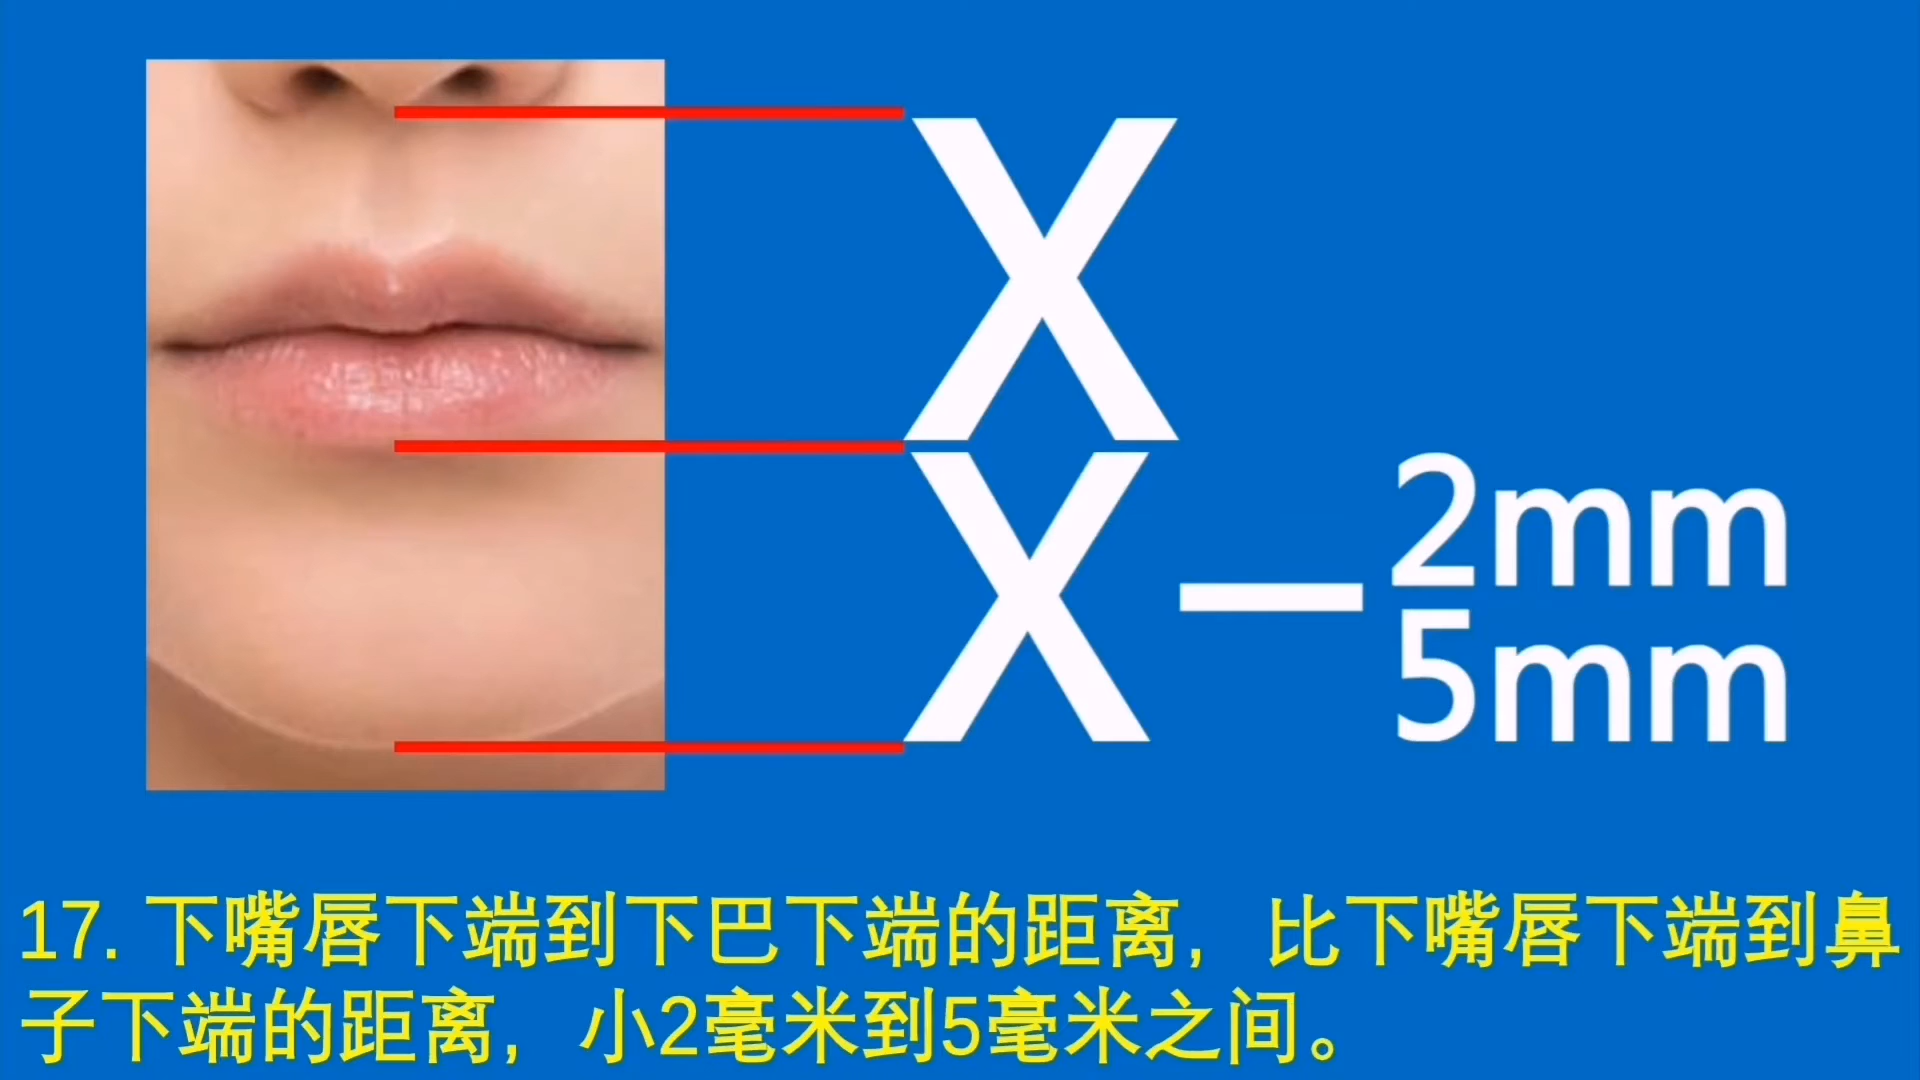 X
X—2mm
5mm
17. 下嘴唇下端到下巴下端的距离，比下嘴唇下端到鼻
子下端的距离，小2毫米到5毫米之间。